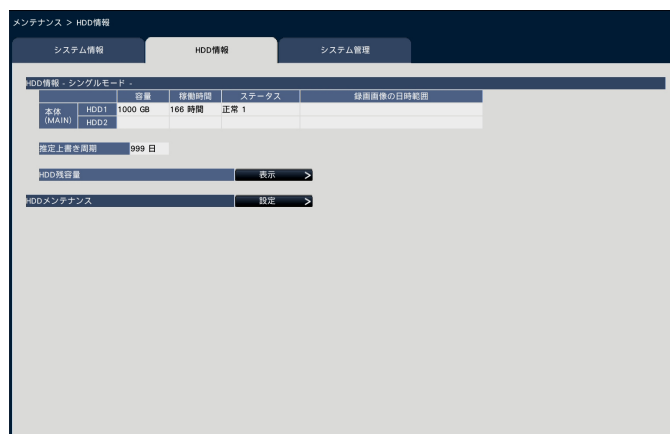 メンテナンス > HDD情報
システム情報 HDD情報 システム管理
HDD情報 - シングルモード -
容量 稼働時間 ステータス 録画画像の日時範囲
本体 (MAIN) HDD1 1000 GB 166 時間 正常 1
HDD2
推定上書き周期 999 日
HDD残容量 表示 >
HDDメンテナンス 設定 >